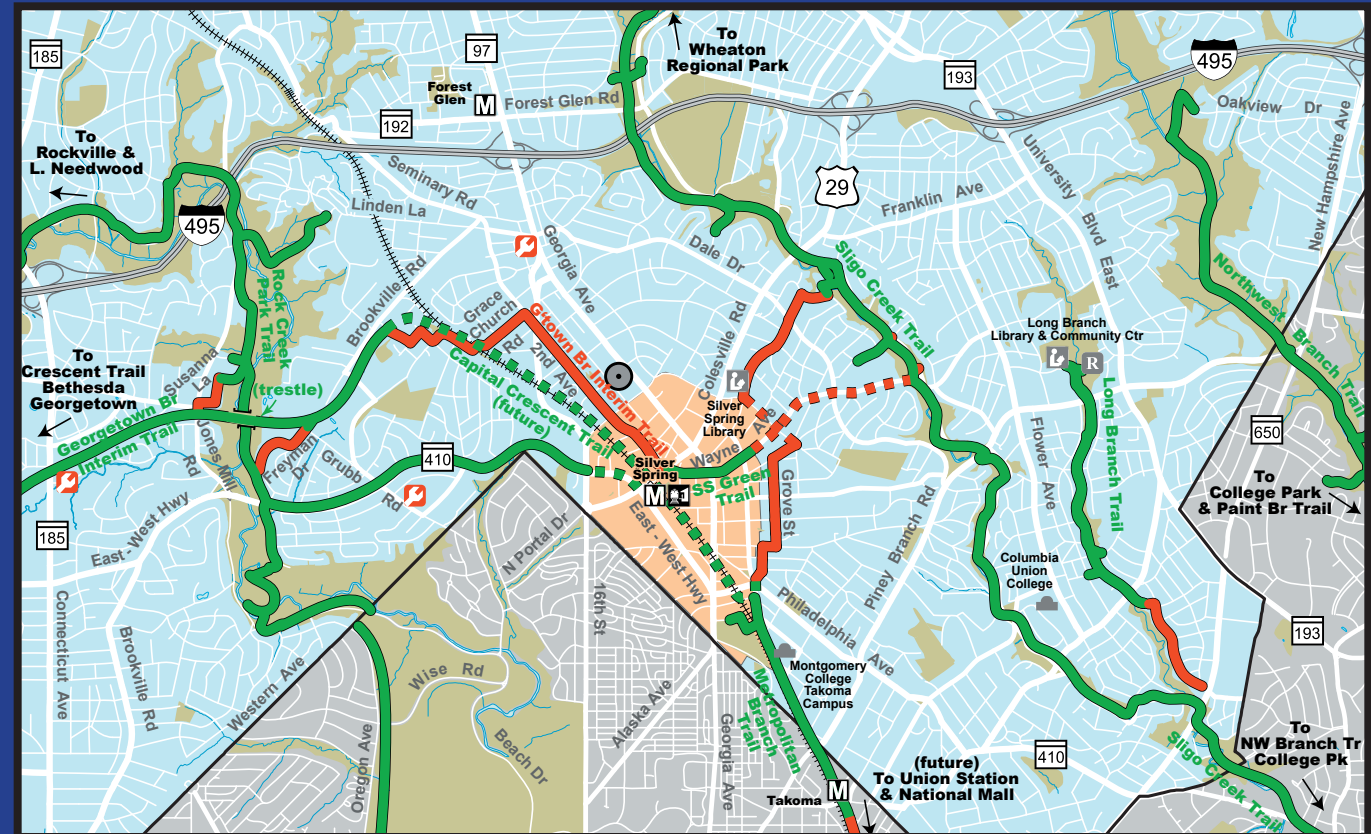 185
97
To
Wheaton
Regional Park
193
495
Forest
Glen
M
Forest Glen Rd
Oakview Dr
192
To
Rockville &
L. Needwood
Seminary Rd
Linden La
University Blvd East
New Hampshire Ave
29
Franklin Ave
495
Georgia Ave
Dale Dr
Sligo Creek Trail
Northwest Branch Trail
Rock Creek
Park Trail
Brookville Rd
Grace
Church
Rd
2nd Ave
Gtown Br Interim Trail
Colesville Rd
Long Branch
Library & Community Ctr
R
To
Crescent Trail
Bethesda
Georgetown
Susanna
La
(trestle)
Capital Crescent Trail
(future)
Silver
Spring
Library
Long Branch Trail
Georgetown Br
Interim Trail
Jones Mill
Rd
Freyman
Dr
Grubb Rd
410
Wayne Ave
Flower Ave
650
Silver
Spring
M
SS Green
Trail
Grove St
To
College Park
& Paint Br Trail
185
East-West Hwy
N Portal Dr
East - West Hwy
Piney Branch Rd
Columbia
Union
College
Connecticut Ave
Brookville Rd
16th St
Philadelphia Ave
193
Western Ave
Wise Rd
Montgomery
College
Takoma
Campus
Oregon Ave
Beach Dr
Alaska Ave
Georgia Ave
Metropolitan
Branch
Trail
410
To
NW Branch Tr
College Pk
Sligo Creek Trail
(future)
To Union Station
& National Mall
Takoma
M